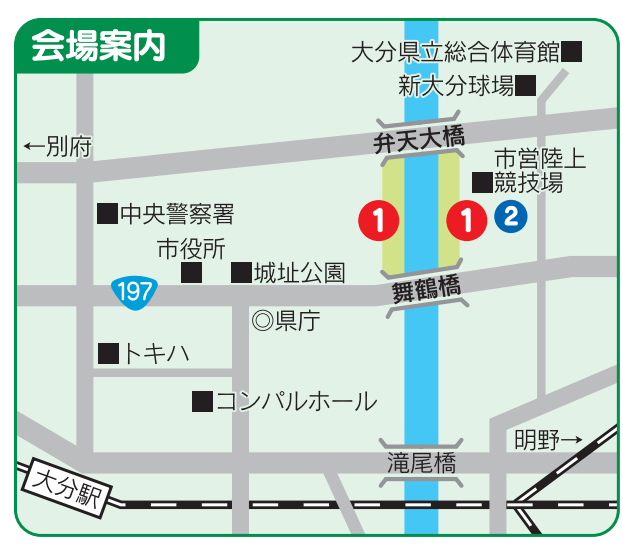 会場案内
大分県立総合体育館■
新大分球場■
←別府
弁天大橋
市営陸上
■競技場
■中央警察署
1
1
2
市役所
■
■城址公園
197
舞鶴橋
◎県庁
■トキハ
■コンパルホール
明野→
滝尾橋
大分駅